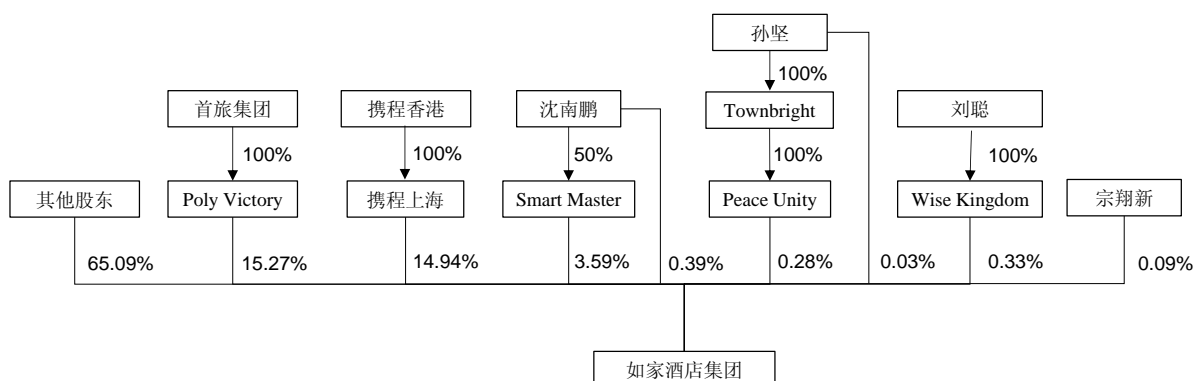 孙坚
100%
首旅集团
携程香港
沈南鹏
Townbright
刘聪
100%
100%
50%
100%
100%
其他股东
Poly Victory
携程上海
Smart Master
Peace Unity
Wise Kingdom
宗翔新
65.09%
15.27%
14.94%
3.59%
0.39%
0.28%
0.03%
0.33%
0.09%
如家酒店集团